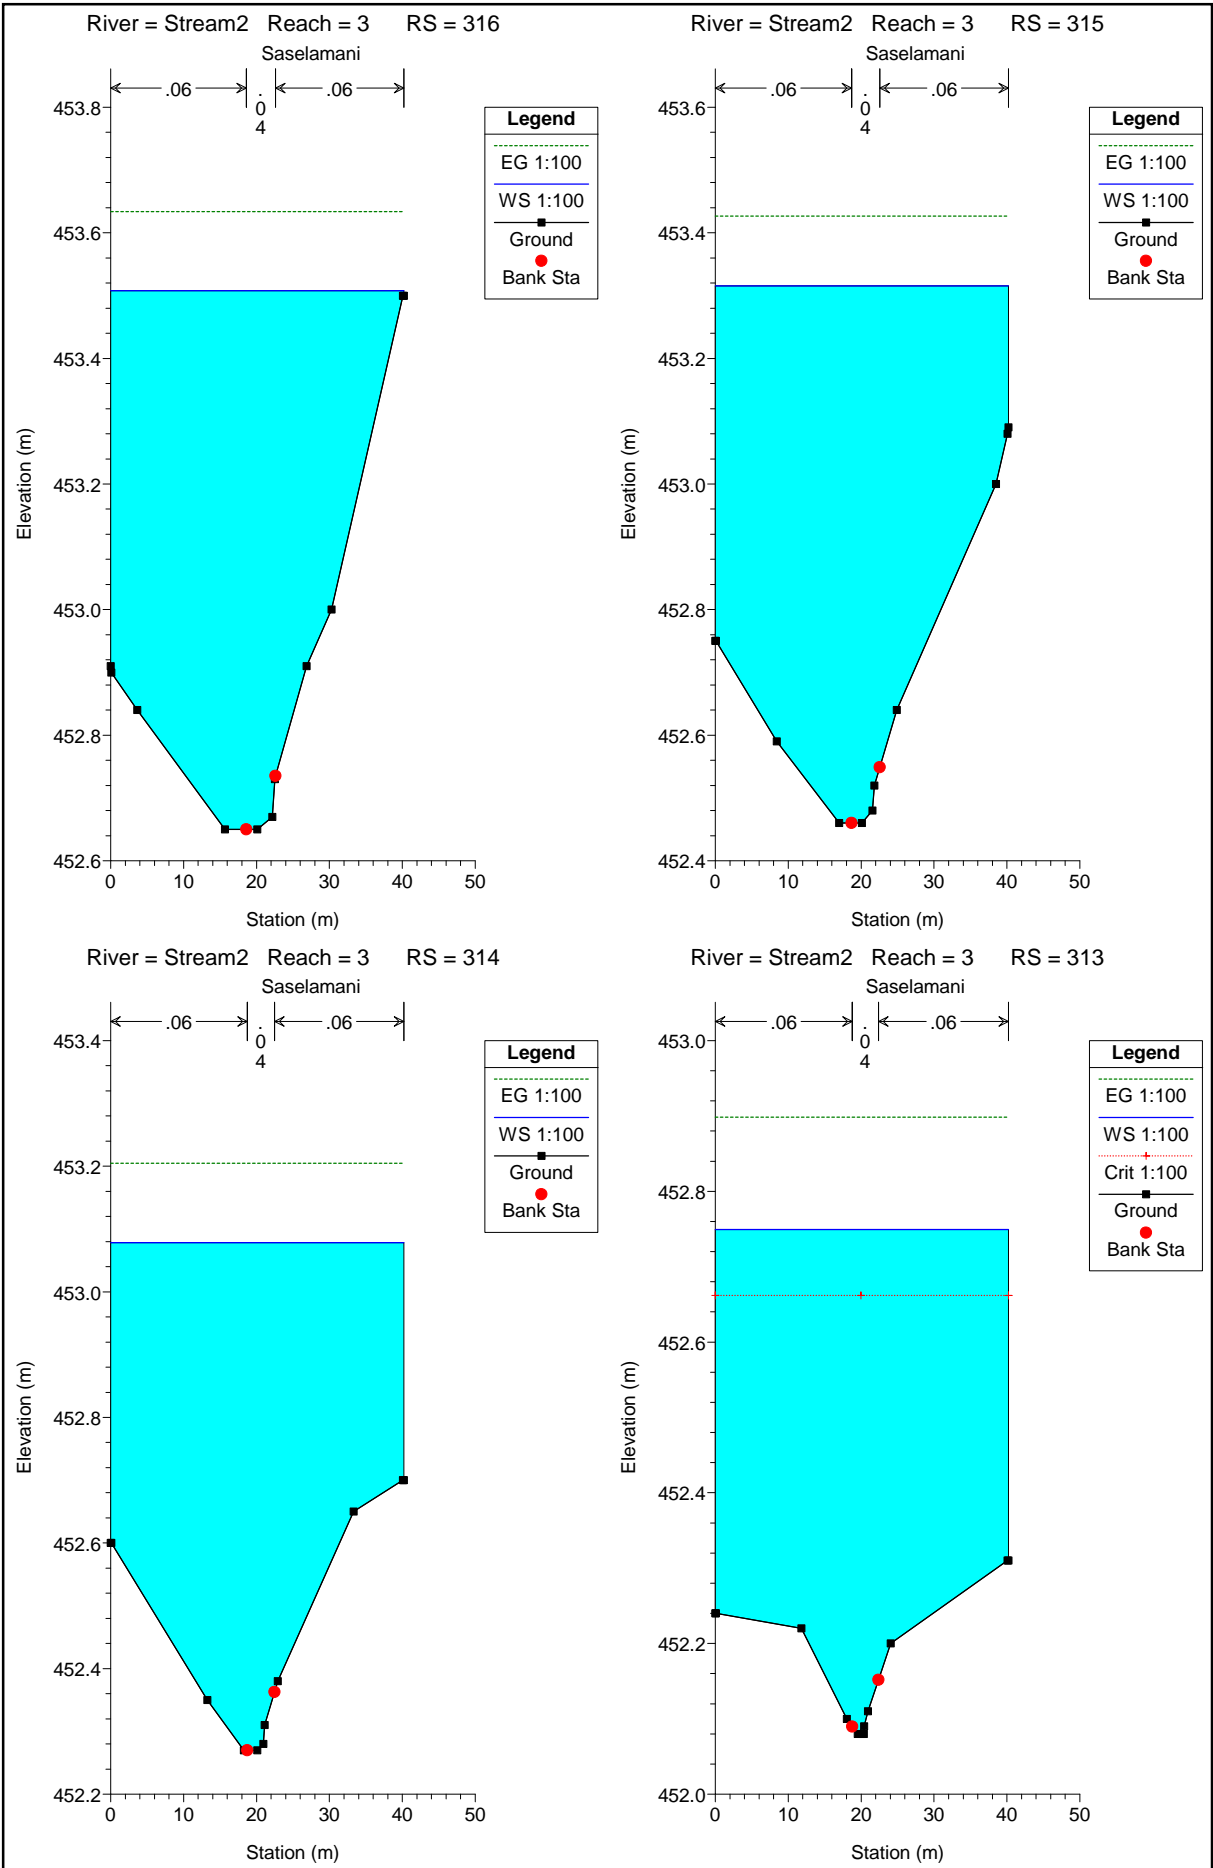 River = Stream2 Reach = 3 RS = 316
Saselamani
.06 .04 .06
453.8
453.6
453.4
453.2
453.0
452.8
452.6
Elevation (m)
0 10 20 30 40 50
Station (m)
Legend
EG 1:100
WS 1:100
Ground
Bank Sta
River = Stream2 Reach = 3 RS = 315
Saselamani
.06 .04 .06
453.6
453.4
453.2
453.0
452.8
452.6
452.4
Elevation (m)
0 10 20 30 40 50
Station (m)
Legend
EG 1:100
WS 1:100
Ground
Bank Sta
River = Stream2 Reach = 3 RS = 314
Saselamani
.06 .04 .06
453.4
453.2
453.0
452.8
452.6
452.4
452.2
Elevation (m)
0 10 20 30 40 50
Station (m)
Legend
EG 1:100
WS 1:100
Ground
Bank Sta
River = Stream2 Reach = 3 RS = 313
Saselamani
.06 .04 .06
453.0
452.8
452.6
452.4
452.2
452.0
Elevation (m)
0 10 20 30 40 50
Station (m)
Legend
EG 1:100
WS 1:100
Crit 1:100
Ground
Bank Sta